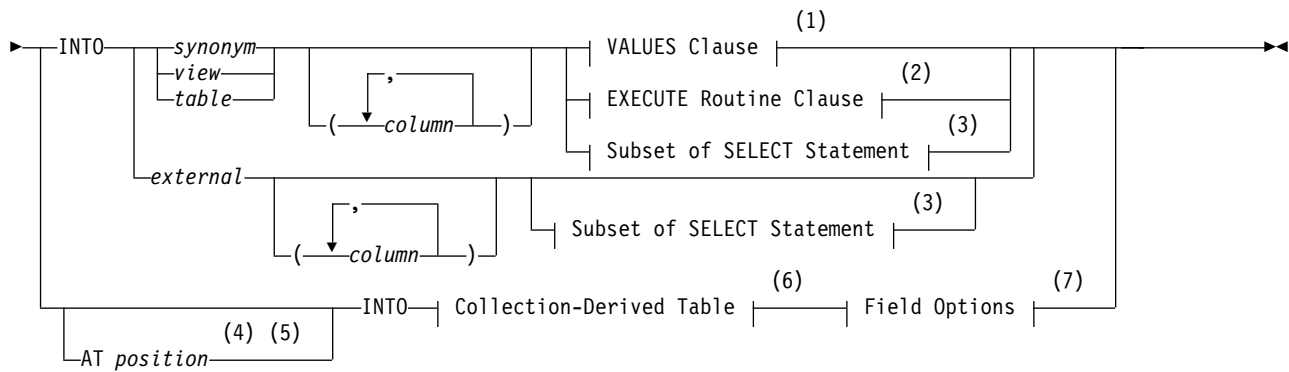 (1)
INTO synonym VALUES Clause
view , (2)
table EXECUTE Routine Clause
( column ) (3)
Subset of SELECT Statement
external
, (3)
Subset of SELECT Statement
( column )
(6) (7)
INTO Collection-Derived Table Field Options
(4) (5)
AT position